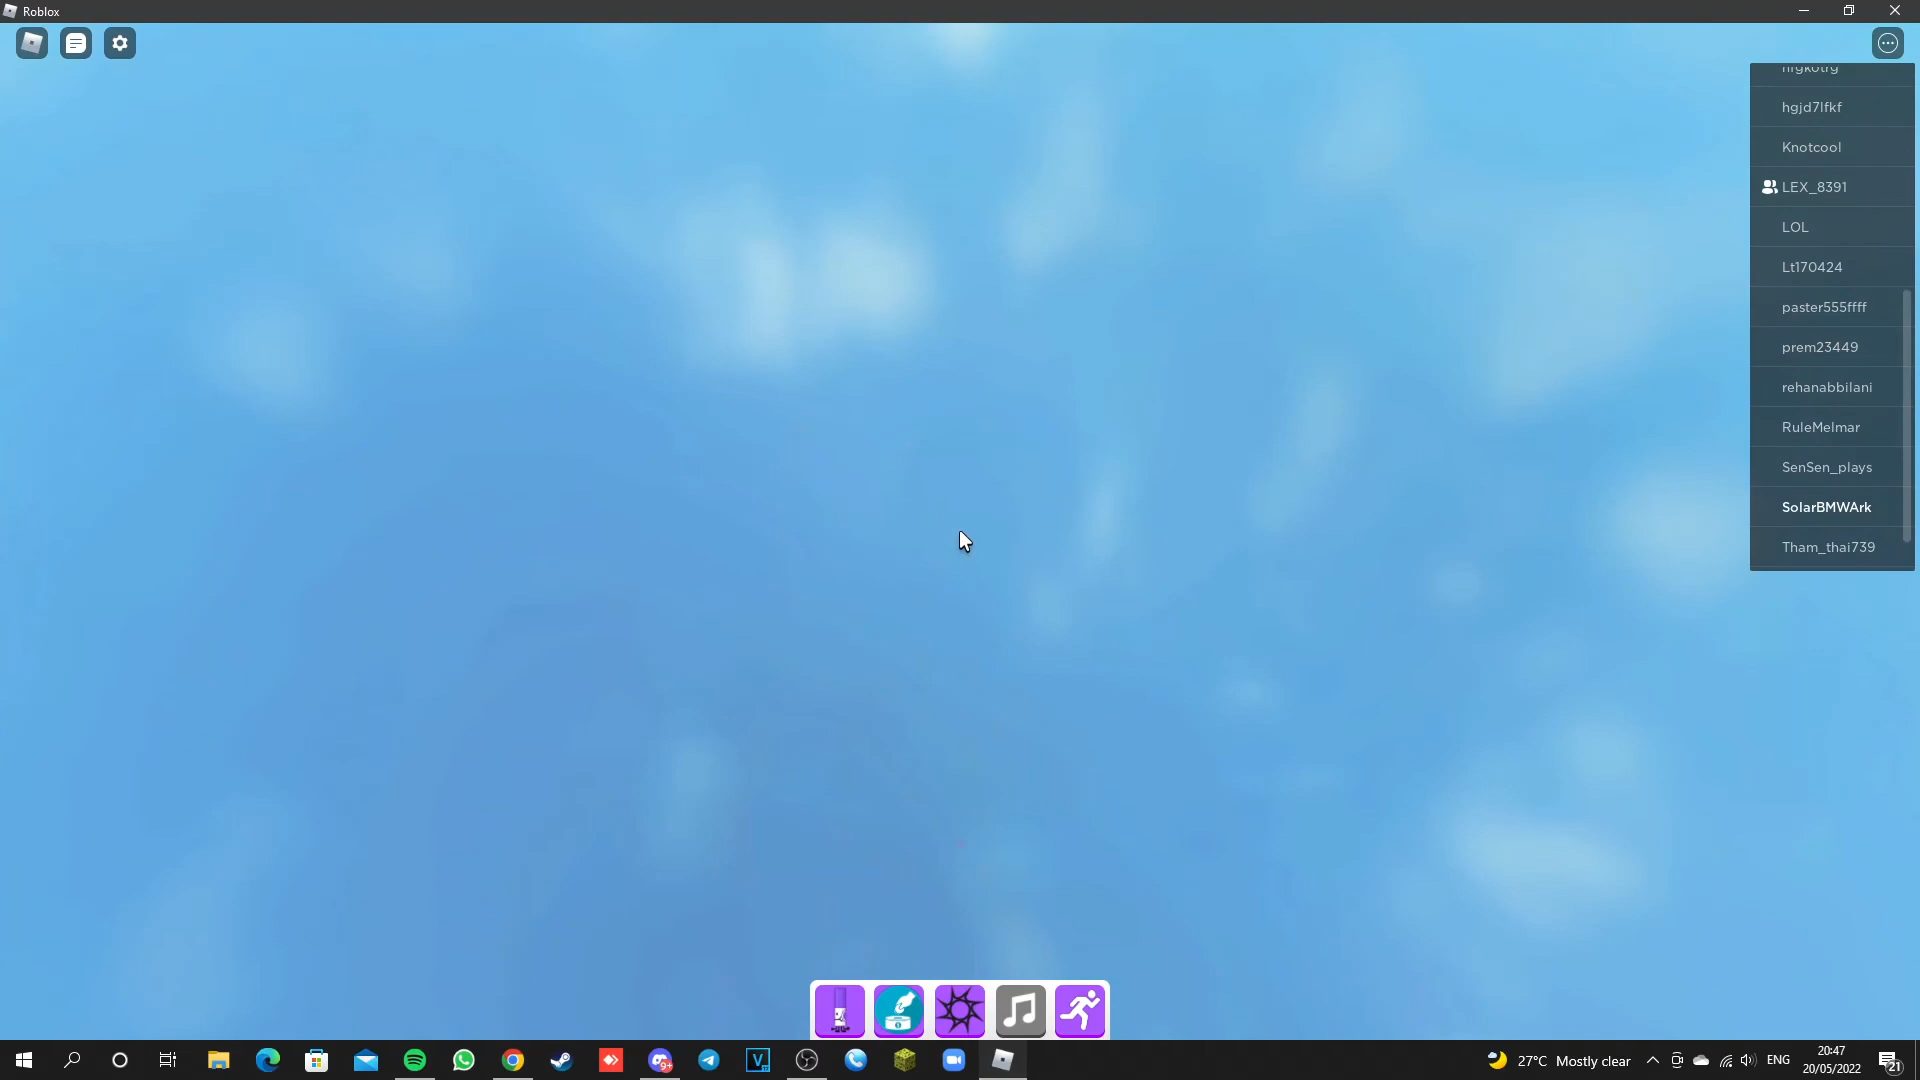 Roblox
hgjd7lfkf
Knotcool
LEX_8391
LOL
Lt170424
paster555ffff
prem23449
rehanabbilani
RuleMelmar
SenSen_plays
SolarBMWArk
Tham_thai739
9+
V
27°C Mostly clear
ENG
20:47
20/05/2022
21